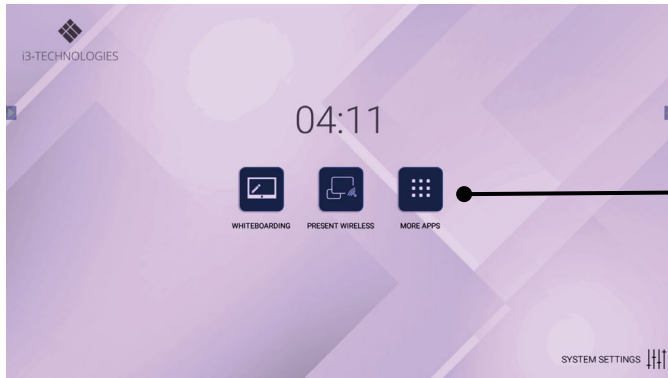 i3-TECHNOLOGIES
04:11
WHITEBOARDING PRESENT WIRELESS MORE APPS
SYSTEM SETTINGS